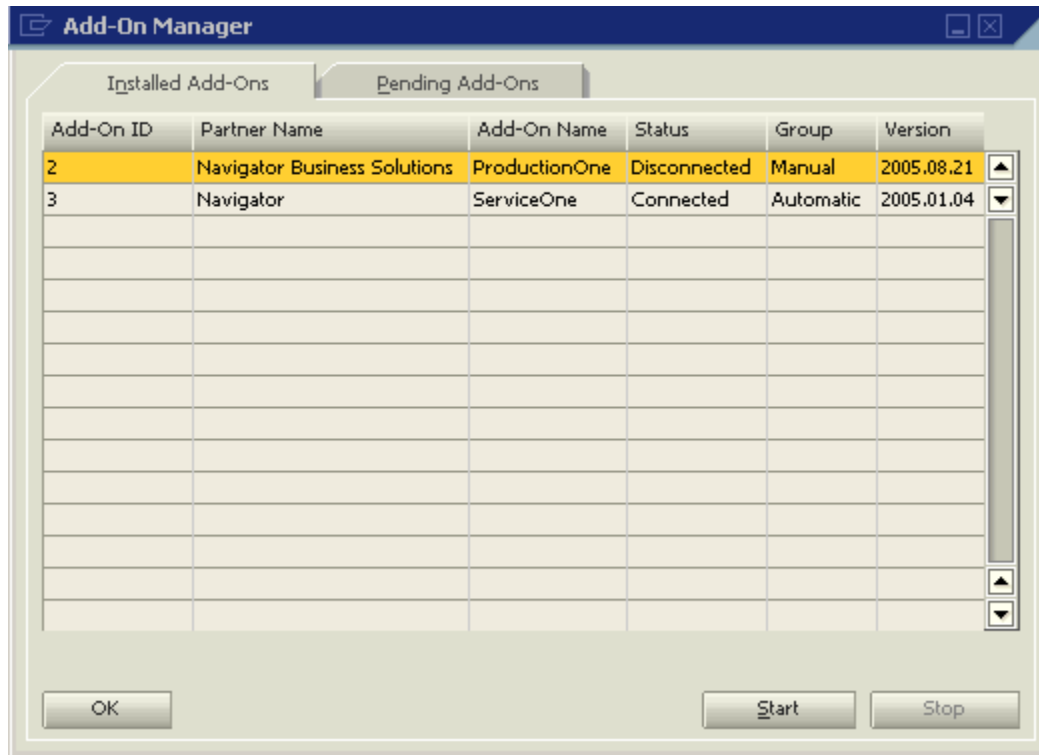 Add-On Manager
Installed Add-Ons Pending Add-Ons
Add-On ID Partner Name Add-On Name Status Group Version
2 Navigator Business Solutions ProductionOne Disconnected Manual 2005.08.21
3 Navigator ServiceOne Connected Automatic 2005.01.04
OK Start Stop